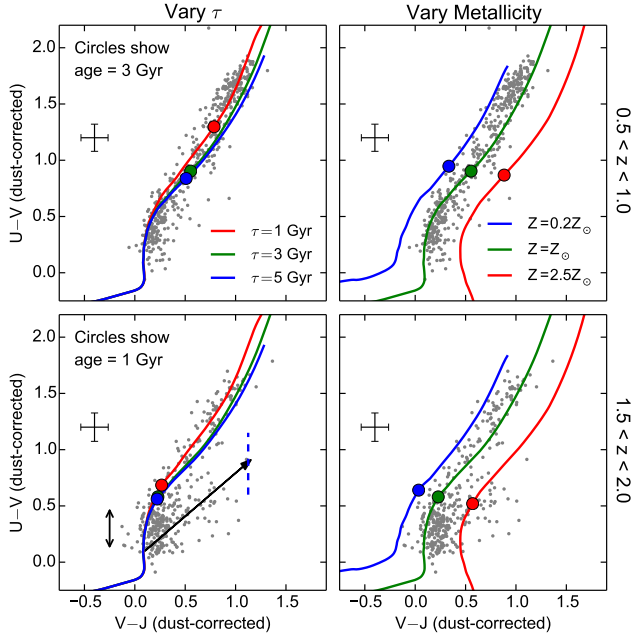 Vary τ
Vary Metallicity
Circles show
age = 3 Gyr
U−V (dust-corrected)
2.0
1.5
1.0
0.5
0.0
τ=1 Gyr
τ=3 Gyr
τ=5 Gyr
Z=0.2Z⊙
Z=Z⊙
Z=2.5Z⊙
0.5 < z < 1.0
Circles show
age = 1 Gyr
U−V (dust-corrected)
2.0
1.5
1.0
0.5
0.0
1.5 < z < 2.0
−0.5 0.0 0.5 1.0 1.5
−0.5 0.0 0.5 1.0 1.5
V−J (dust-corrected)
V−J (dust-corrected)